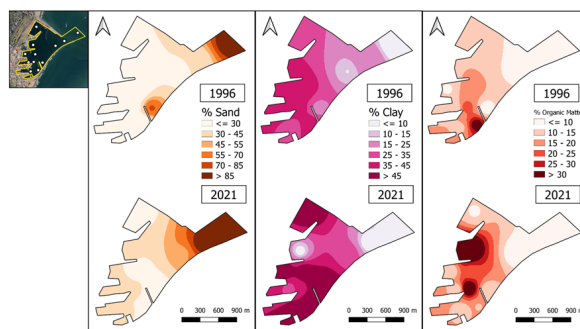 1996
% Sand
<= 30
30 - 45
45 - 55
55 - 70
70 - 85
> 85
2021
0 300 600 900 m
1996
% Clay
<= 10
10 - 15
15 - 25
25 - 35
35 - 45
> 45
2021
0 300 600 900 m
1996
% Organic Matte
<= 10
10 - 15
15 - 20
20 - 25
25 - 30
> 30
2021
0 300 600 900 m